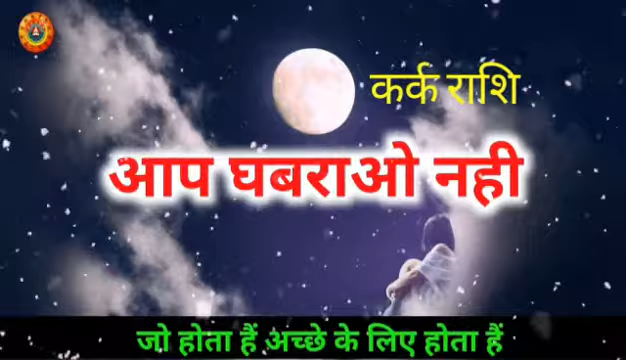 कर्क राशि
आप घबराओ नही
जो होता हैं अच्छे के लिए होता हैं